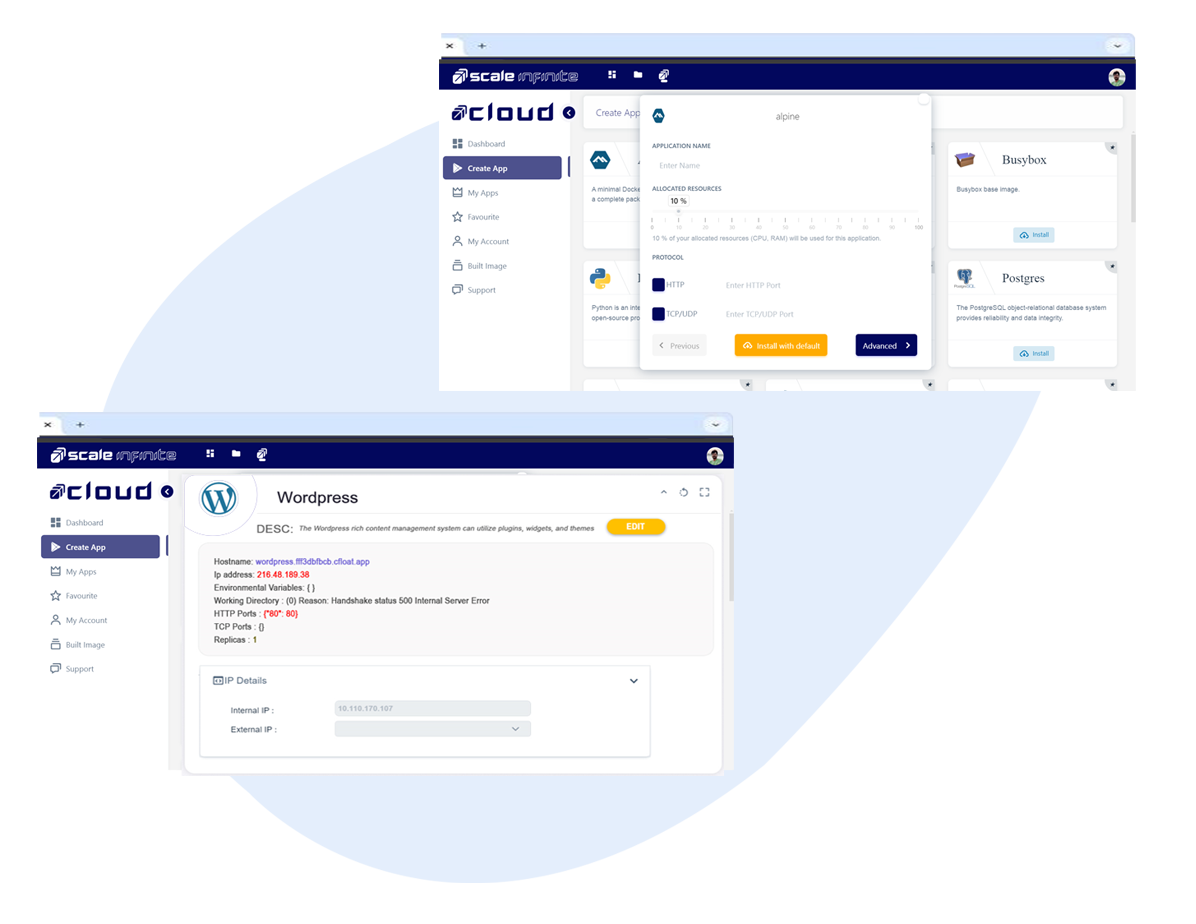 scale infinite
cloud
Dashboard
Create App
My Apps
Favourite
My Account
Built Image
Support
Create App
A minimal Docke
a complete pack
Python is an inte
open-source pro
alpine
APPLICATION NAME
Enter Name
ALLOCATED RESOURCES
10 %
0 10 20 30 40 50 60 70 80 90 100
10 % of your allocated resources (CPU, RAM) will be used for this application.
PROTOCOL
HTTP Enter HTTP Port
TCP/UDP Enter TCP/UDP Port
Previous Install with default Advanced
Busybox
Busybox base image.
Install
PostgreSQL
Postgres
The PostgreSQL object-relational database system
provides reliability and data integrity.
Install
scale infinite
cloud
Dashboard
Create App
My Apps
Favourite
My Account
Built Image
Support
Wordpress
DESC: The Wordpress rich content management system can utilize plugins, widgets, and themes
EDIT
Hostname: wordpress.fff3dbfbcb.cfloat.app
Ip address: 216.48.189.38
Environmental Variables: { }
Working Directory : (0) Reason: Handshake status 500 Internal Server Error
HTTP Ports : {"80": 80}
TCP Ports : {}
Replicas : 1
IP Details
Internal IP : 10.110.170.107
External IP :